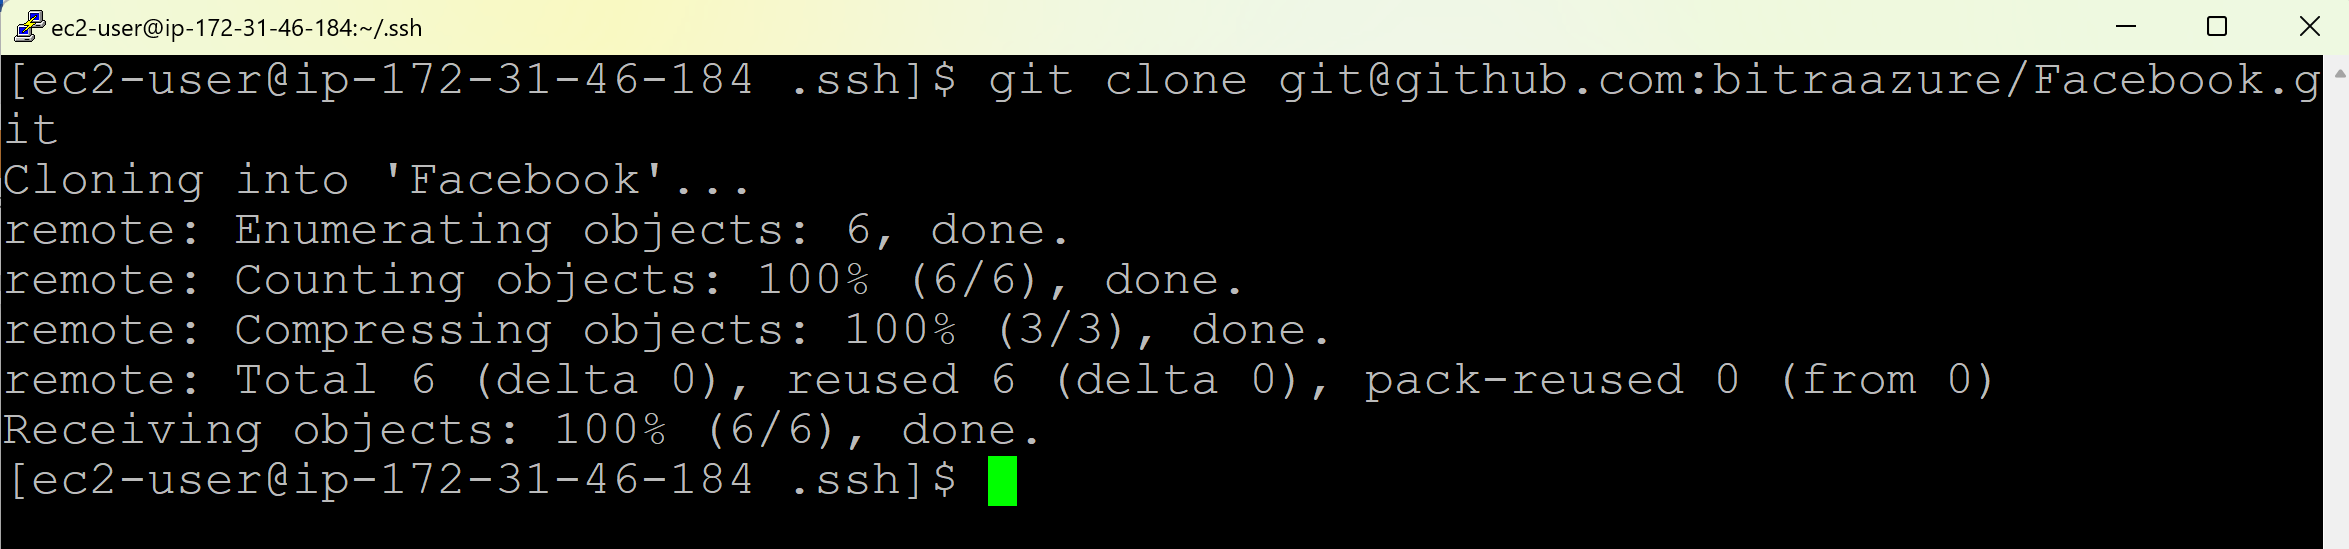 ec2-user@ip-172-31-46-184:~/.ssh
[ec2-user@ip-172-31-46-184 .ssh]$ git clone git@github.com:bitraazure/Facebook.g
it
Cloning into 'Facebook'...
remote: Enumerating objects: 6, done.
remote: Counting objects: 100% (6/6), done.
remote: Compressing objects: 100% (3/3), done.
remote: Total 6 (delta 0), reused 6 (delta 0), pack-reused 0 (from 0)
Receiving objects: 100% (6/6), done.
[ec2-user@ip-172-31-46-184 .ssh]$